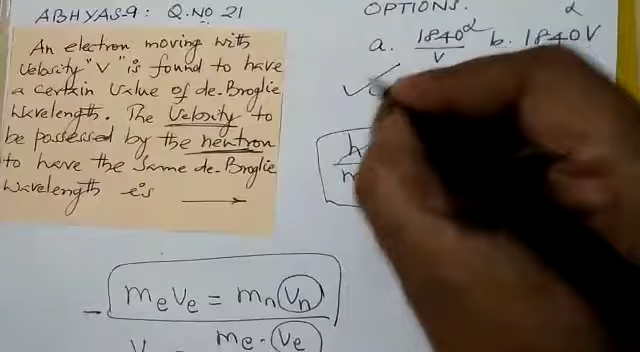 ABHYAS-9: Q.NO 21
An electron moving with
velocity "V" is found to have
a certain value of de-Broglie
wavelength. The velocity to
be possessed by the neutron
to have the same de-Broglie
wavelength is
OPTIONS.
a. 1840
V
b. 1840V
h
m
meVe = mnVn
me.Ve